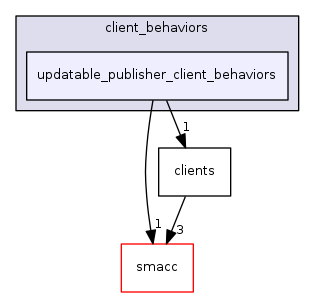 client_behaviors
updatable_publisher_client_behaviors
1
clients
1
3
smacc